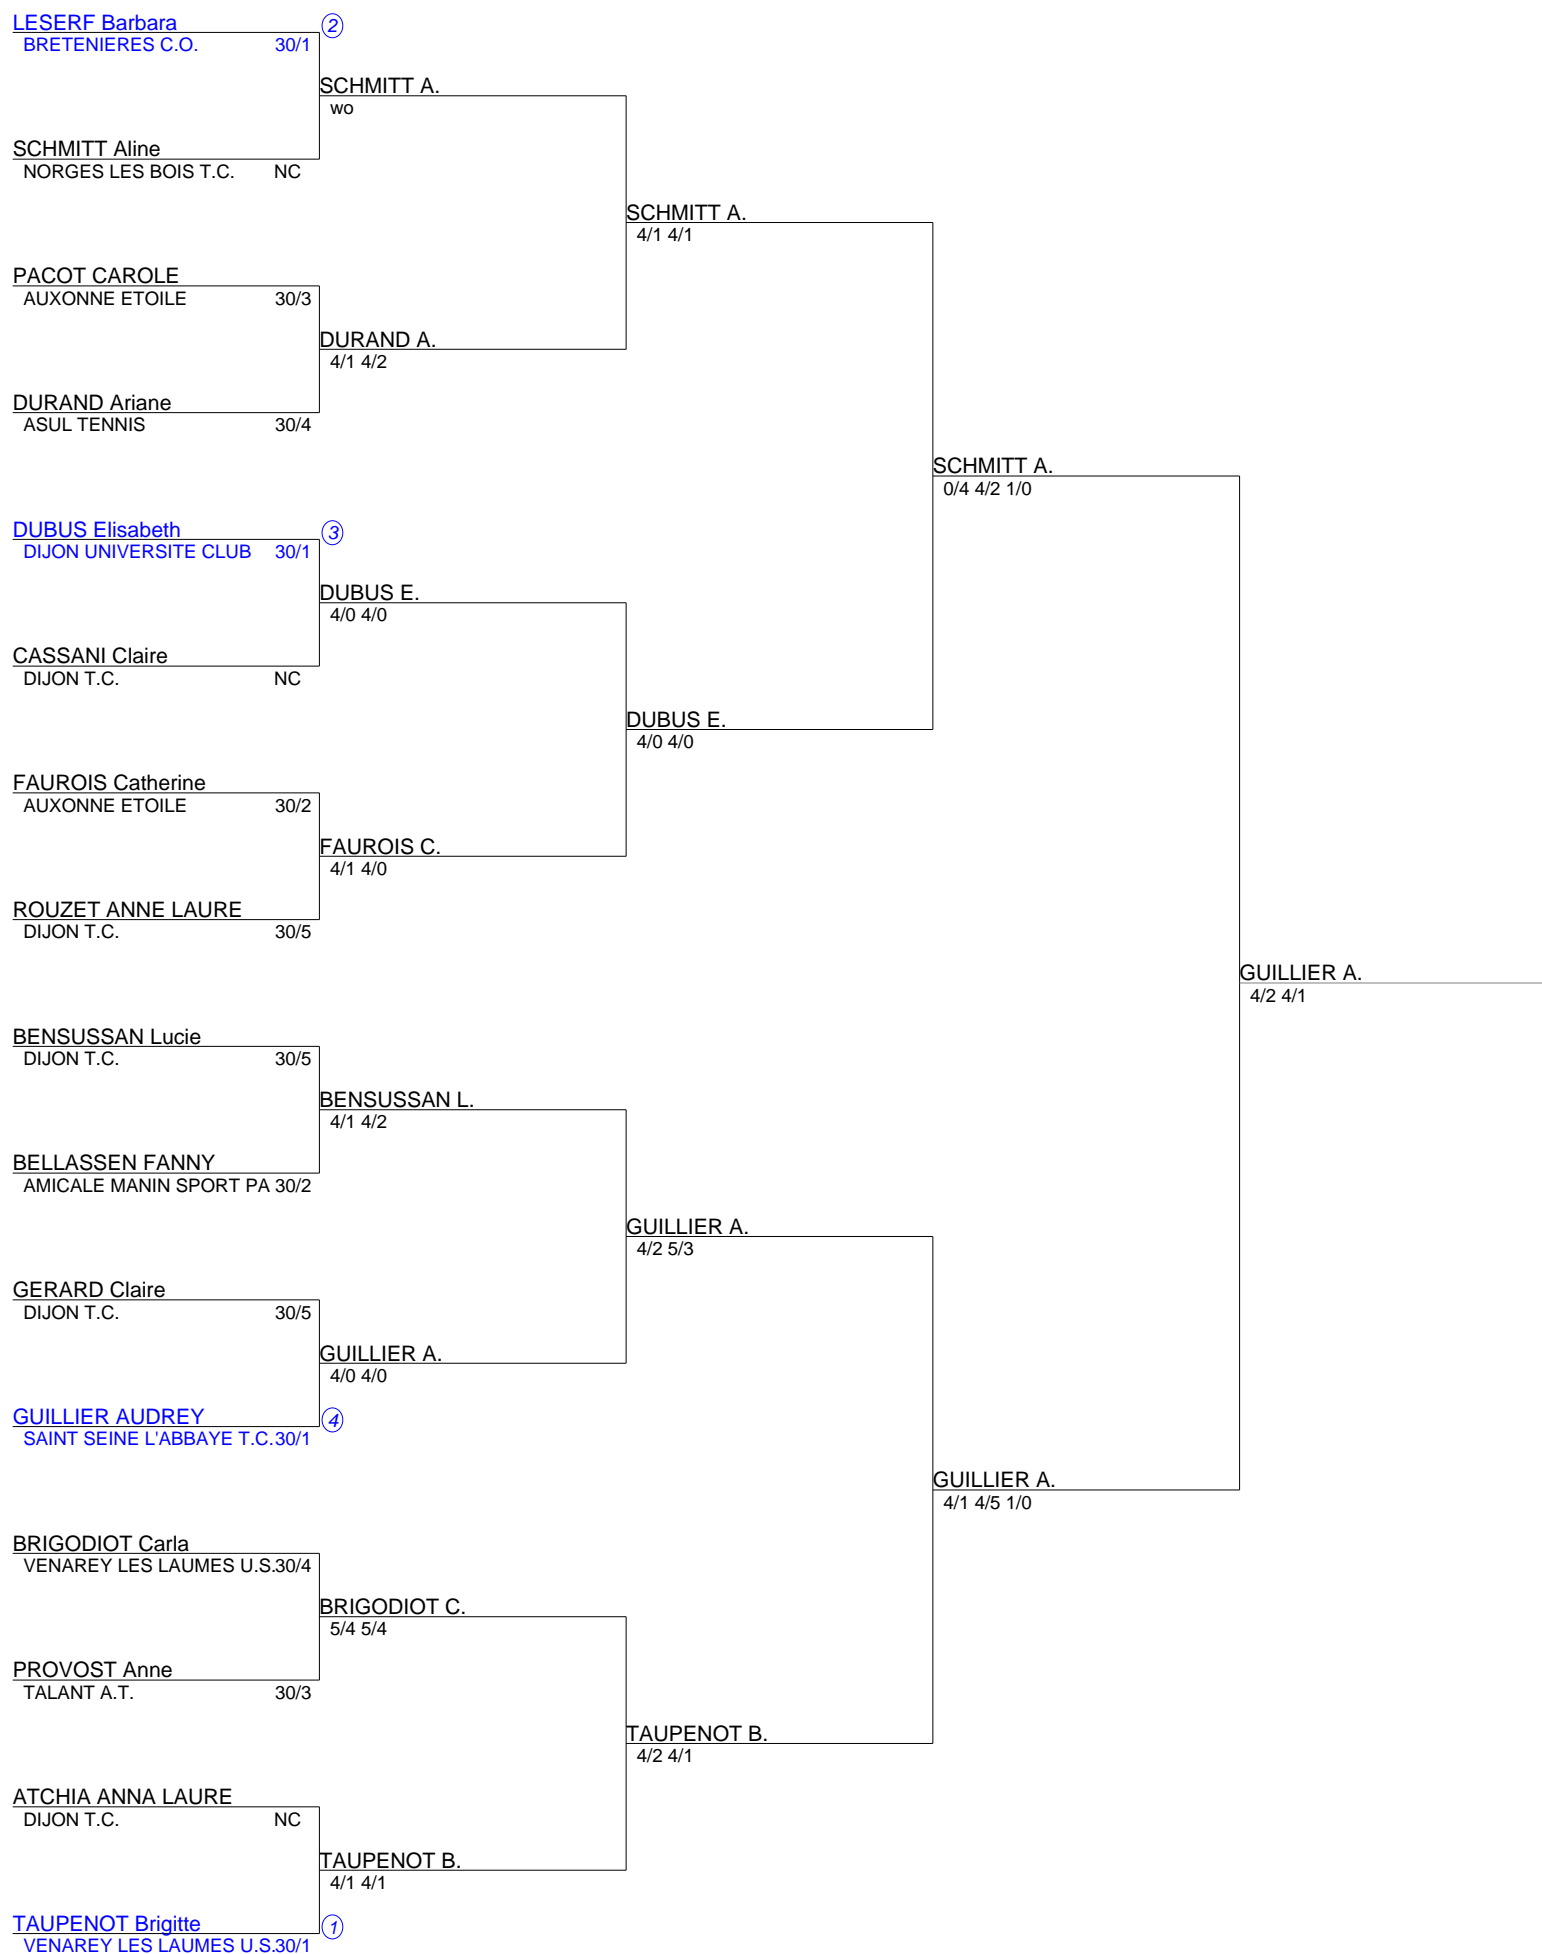 LESERF Barbara 2
BRETENIERES C.O. 30/1
SCHMITT A.
wo
SCHMITT Aline
NORGES LES BOIS T.C. NC
SCHMITT A.
4/1 4/1
PACOT CAROLE
AUXONNE ETOILE 30/3
DURAND A.
4/1 4/2
DURAND Ariane
ASUL TENNIS 30/4
SCHMITT A.
0/4 4/2 1/0
DUBUS Elisabeth 3
DIJON UNIVERSITE CLUB 30/1
DUBUS E.
4/0 4/0
CASSANI Claire
DIJON T.C. NC
DUBUS E.
4/0 4/0
FAUROIS Catherine
AUXONNE ETOILE 30/2
FAUROIS C.
4/1 4/0
ROUZET ANNE LAURE
DIJON T.C. 30/5
GUILLIER A.
4/2 4/1
BENSUSSAN Lucie
DIJON T.C. 30/5
BENSUSSAN L.
4/1 4/2
BELLASSEN FANNY
AMICALE MANIN SPORT PA 30/2
GUILLIER A.
4/2 5/3
GERARD Claire
DIJON T.C. 30/5
GUILLIER A.
4/0 4/0
GUILLIER AUDREY 4
SAINT SEINE L'ABBAYE T.C. 30/1
GUILLIER A.
4/1 4/5 1/0
BRIGODIOT Carla
VENAREY LES LAUMES U.S. 30/4
BRIGODIOT C.
5/4 5/4
PROVOST Anne
TALANT A.T. 30/3
TAUPENOT B.
4/2 4/1
ATCHIA ANNA LAURE
DIJON T.C. NC
TAUPENOT B.
4/1 4/1
TAUPENOT Brigitte 1
VENAREY LES LAUMES U.S. 30/1